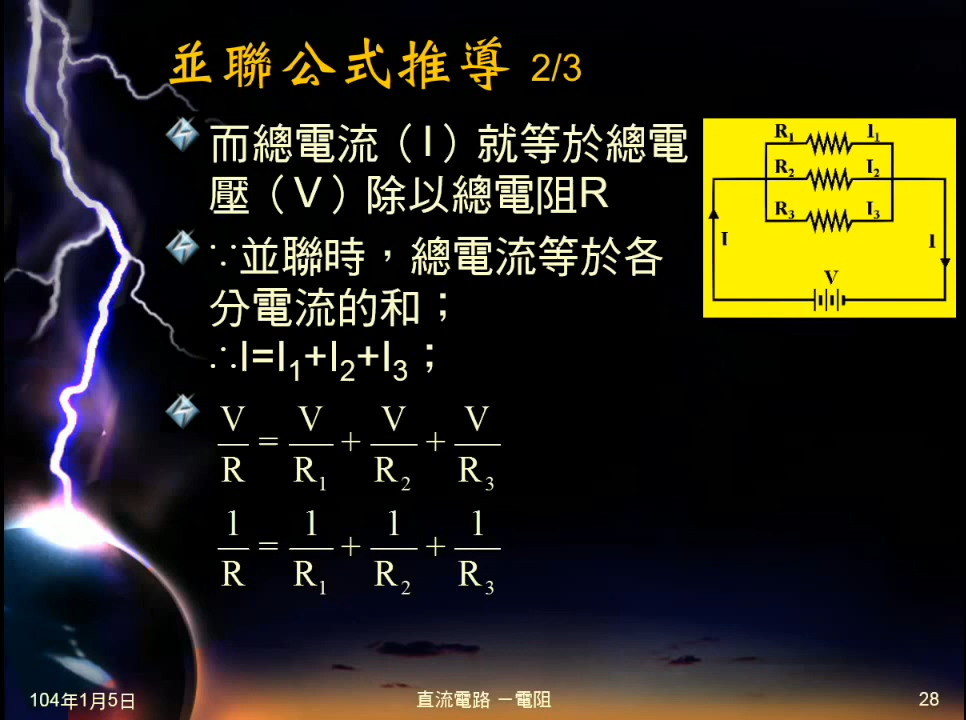 並聯公式推導 2/3
而總電流（I）就等於總電
壓（V）除以總電阻R
∵並聯時，總電流等於各
分電流的和；
∴I=I₁+I₂+I₃；
V/R = V/R₁ + V/R₂ + V/R₃
1/R = 1/R₁ + 1/R₂ + 1/R₃
R₁ I₁
R₂ I₂
R₃ I₃
I I
V
104年1月5日
直流電路 －電阻
28